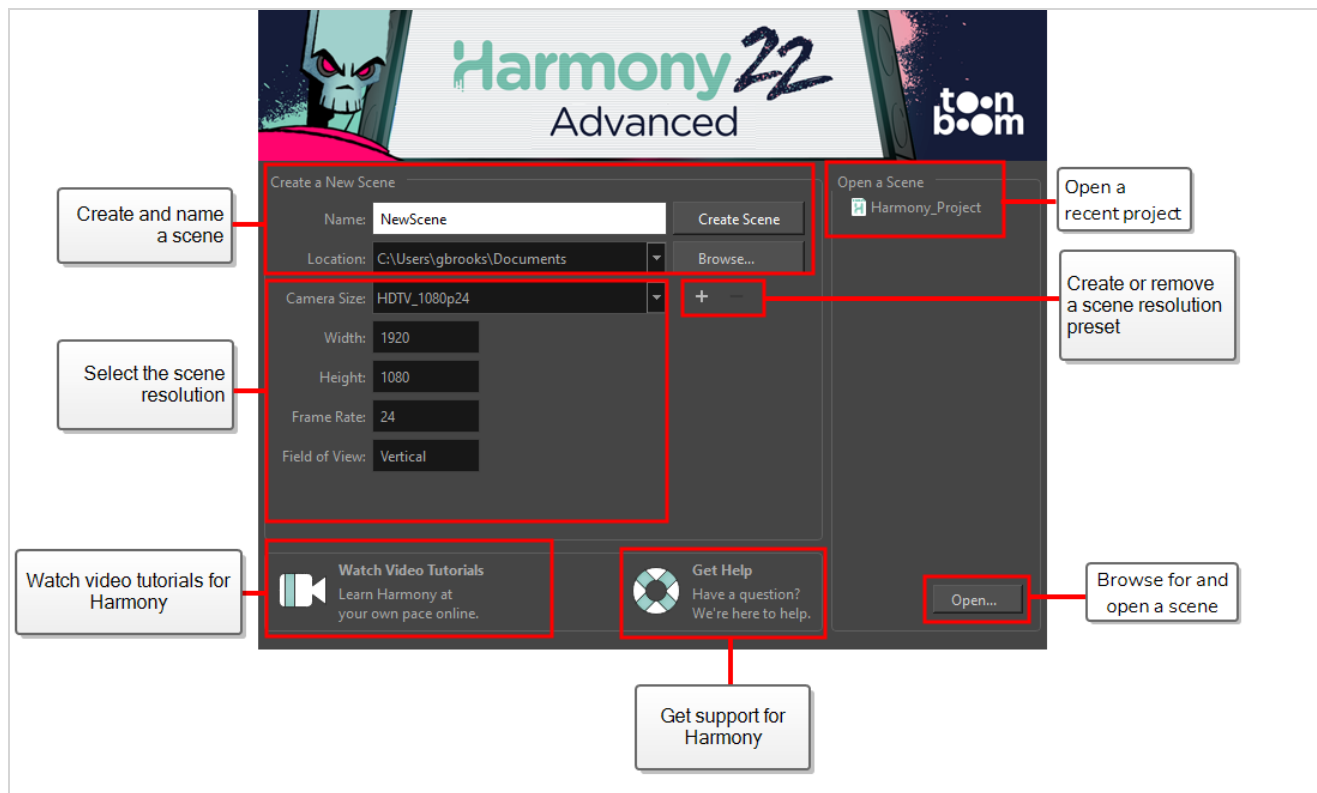 Harmony 22
Advanced
toon
boom
Create a New Scene
Name: NewScene Create Scene
Location: C:\Users\gbrooks\Documents Browse...
Camera Size: HDTV_1080p24 + −
Width: 1920
Height: 1080
Frame Rate: 24
Field of View: Vertical
Open a Scene
Harmony_Project
Open...
Watch Video Tutorials
Learn Harmony at
your own pace online.
Get Help
Have a question?
We're here to help.
Create and name
a scene
Select the scene
resolution
Watch video tutorials for
Harmony
Open a
recent project
Create or remove
a scene resolution
preset
Browse for and
open a scene
Get support for
Harmony